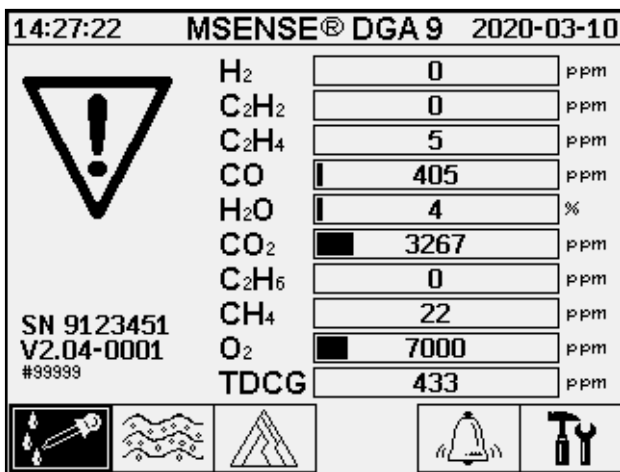 14:27:22 MSENSE® DGA 9 2020-03-10
H₂ 0 ppm
C₂H₂ 0 ppm
C₂H₄ 5 ppm
CO 405 ppm
H₂O 4 %
CO₂ 3267 ppm
C₂H₆ 0 ppm
CH₄ 22 ppm
O₂ 7000 ppm
TDCG 433 ppm
SN 9123451
V2.04-0001
#99999